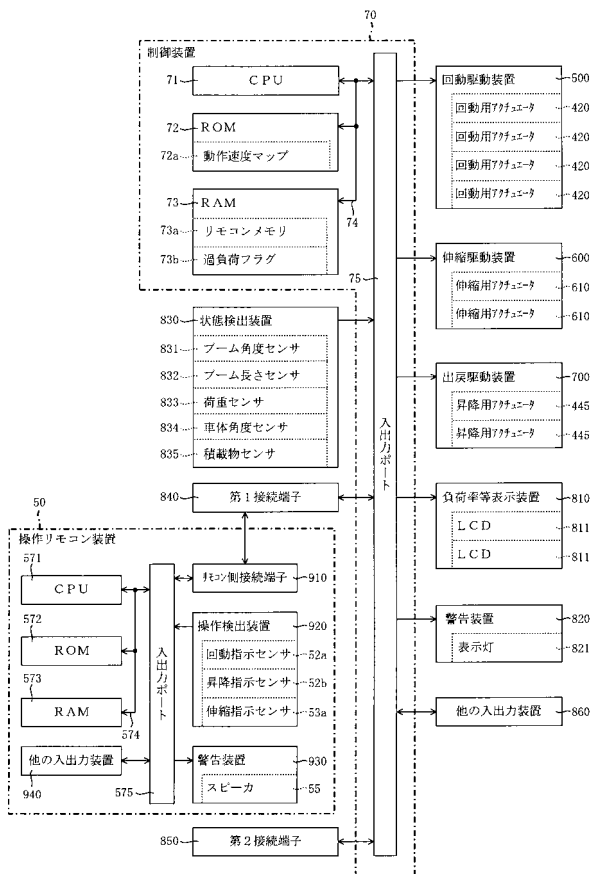 70
制御装置
71
CPU
72
ROM
72a
動作速度マップ
73
RAM
74
73a
リモコンメモリ
73b
過負荷フラグ
75
入出力ポート
830
状態検出装置
831
ブーム角度センサ
832
ブーム長さセンサ
833
荷重センサ
834
車体角度センサ
835
積載物センサ
840
第1接続端子
50
操作リモコン装置
571
CPU
572
ROM
573
RAM
574
他の入出力装置
940
入出力ポート
575
リモコン側接続端子
910
操作検出装置
920
回動指示センサ
52a
昇降指示センサ
52b
伸縮指示センサ
53a
警告装置
930
スピーカ
55
850
第2接続端子
回動駆動装置
500
回動用アクチュエータ
420
回動用アクチュエータ
420
回動用アクチュエータ
420
回動用アクチュエータ
420
伸縮駆動装置
600
伸縮用アクチュエータ
610
伸縮用アクチュエータ
610
出戻駆動装置
700
昇降用アクチュエータ
445
昇降用アクチュエータ
445
負荷率等表示装置
810
LCD
811
LCD
811
警告装置
820
表示灯
821
他の入出力装置
860